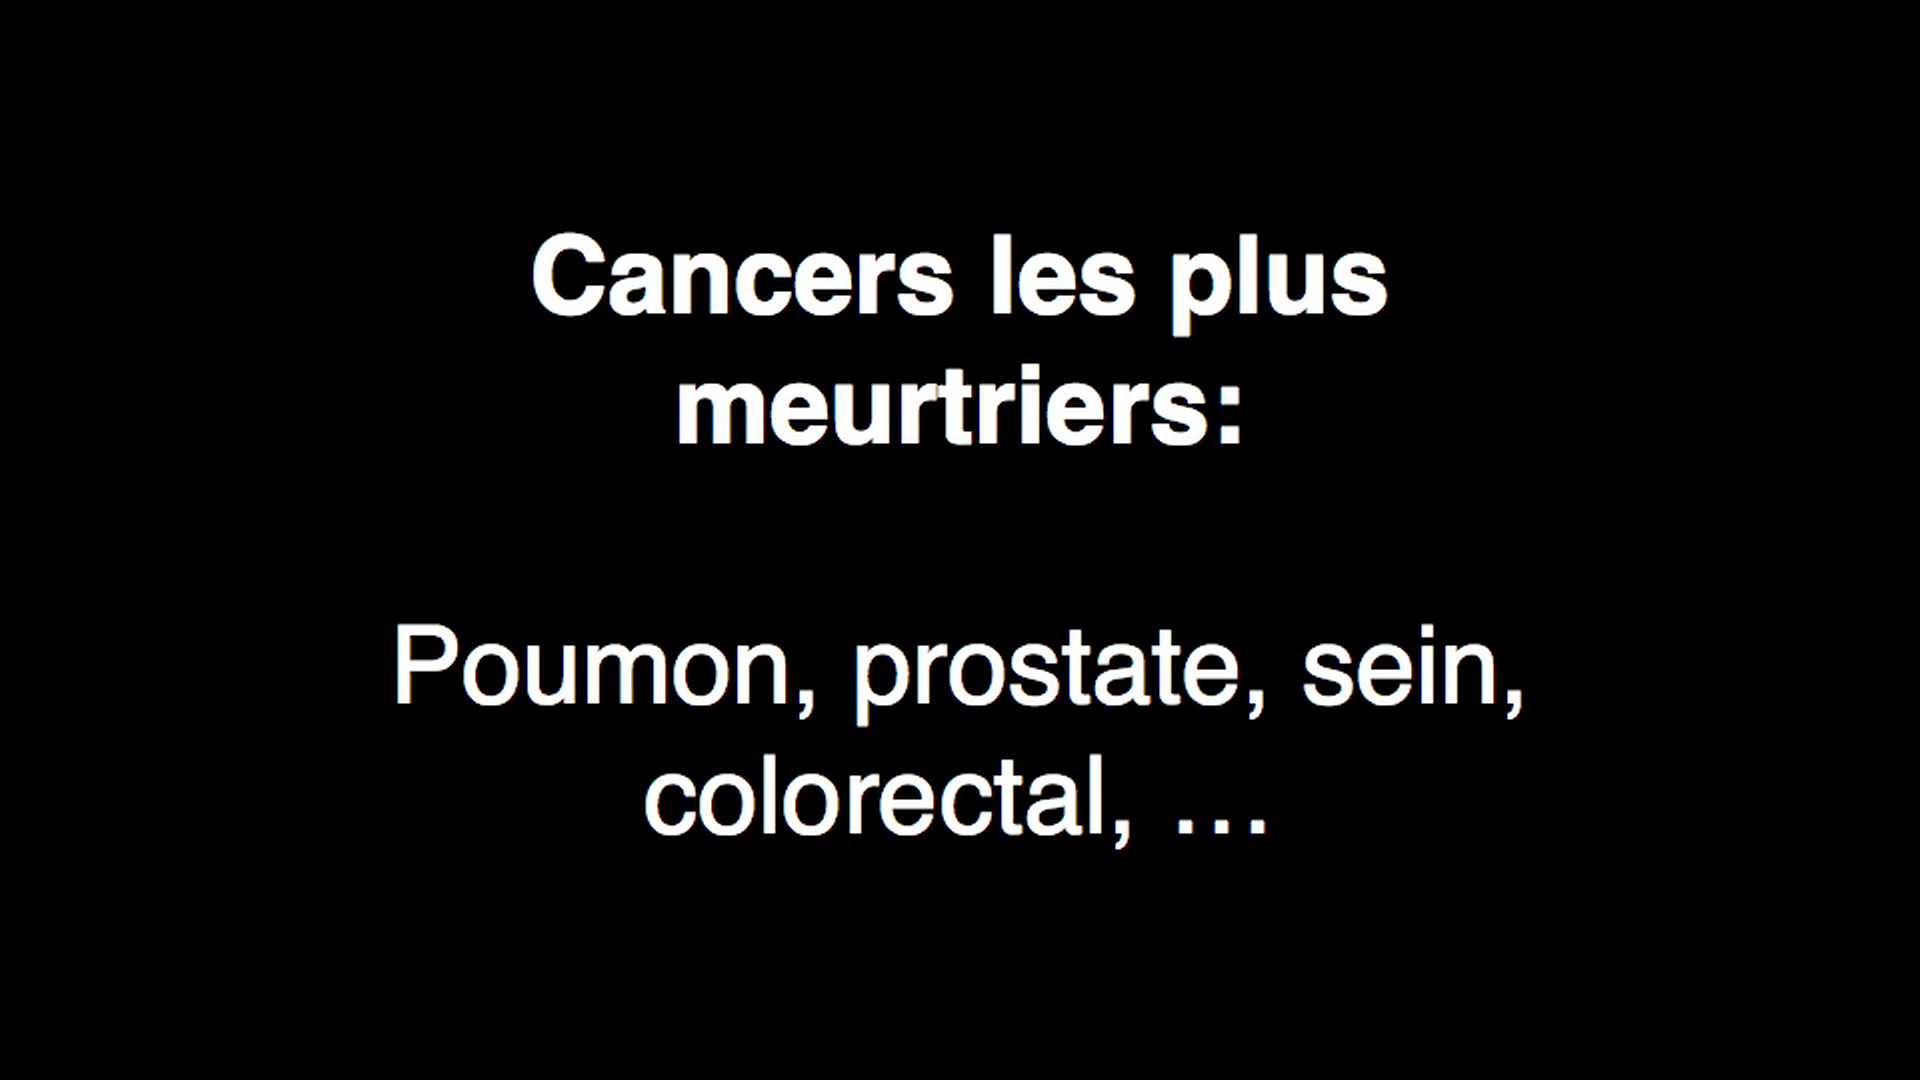 Cancers les plus
meurtriers:
Poumon, prostate, sein,
colorectal, …